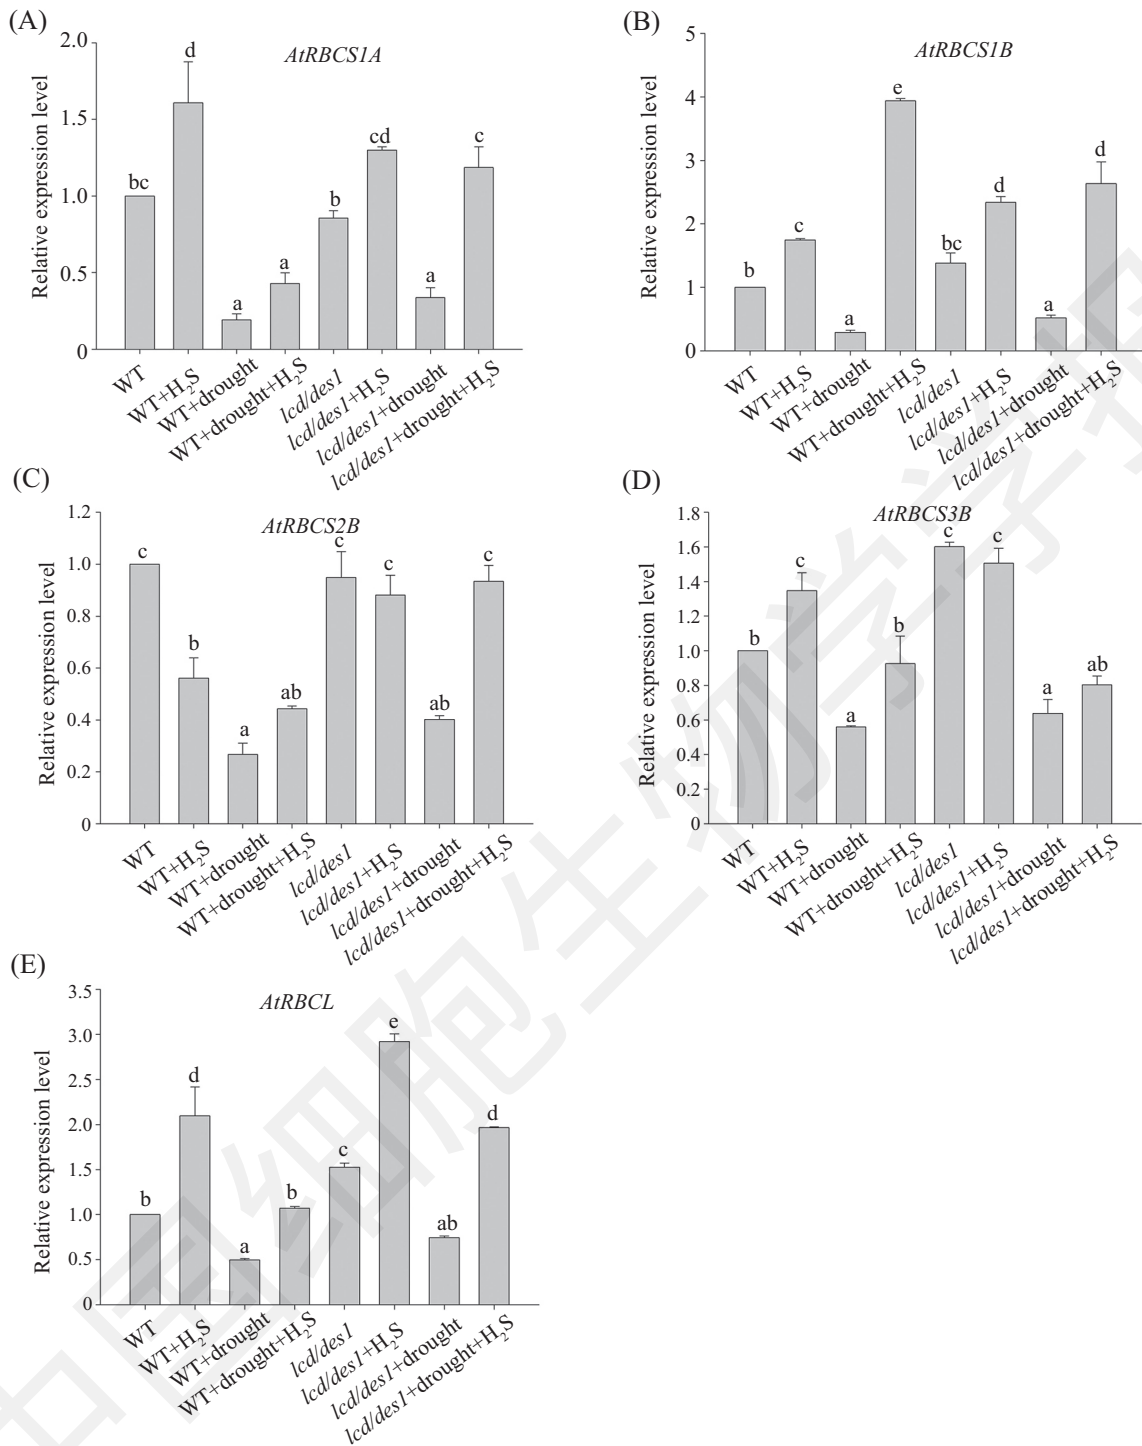 (A)
AtRBCS1A
Relative expression level
2.0
1.5
1.0
0.5
0
bc
d
a
a
b
cd
a
c
WT
WT+H₂S
WT+drought
WT+drought+H₂S
lcd/des1
lcd/des1+H₂S
lcd/des1+drought
lcd/des1+drought+H₂S
(B)
AtRBCS1B
Relative expression level
5
4
3
2
1
0
b
c
a
e
bc
d
a
d
WT
WT+H₂S
WT+drought
WT+drought+H₂S
lcd/des1
lcd/des1+H₂S
lcd/des1+drought
lcd/des1+drought+H₂S
(C)
AtRBCS2B
Relative expression level
1.2
1.0
0.8
0.6
0.4
0.2
0
c
b
a
ab
c
c
ab
c
WT
WT+H₂S
WT+drought
WT+drought+H₂S
lcd/des1
lcd/des1+H₂S
lcd/des1+drought
lcd/des1+drought+H₂S
(D)
AtRBCS3B
Relative expression level
1.8
1.6
1.4
1.2
1.0
0.8
0.6
0.4
0.2
0
b
c
a
b
c
c
a
ab
WT
WT+H₂S
WT+drought
WT+drought+H₂S
lcd/des1
lcd/des1+H₂S
lcd/des1+drought
lcd/des1+drought+H₂S
(E)
AtRBCL
Relative expression level
3.5
3.0
2.5
2.0
1.5
1.0
0.5
0
b
d
a
b
c
e
ab
d
WT
WT+H₂S
WT+drought
WT+drought+H₂S
lcd/des1
lcd/des1+H₂S
lcd/des1+drought
lcd/des1+drought+H₂S
中国细胞生物学学报